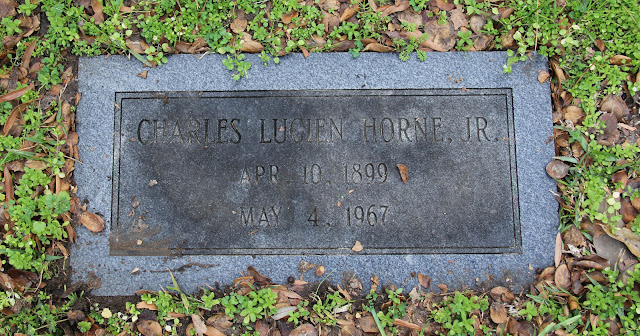 CHARLES LUCIEN HORNE, JR.
APR. 10, 1899
MAY 4, 1967